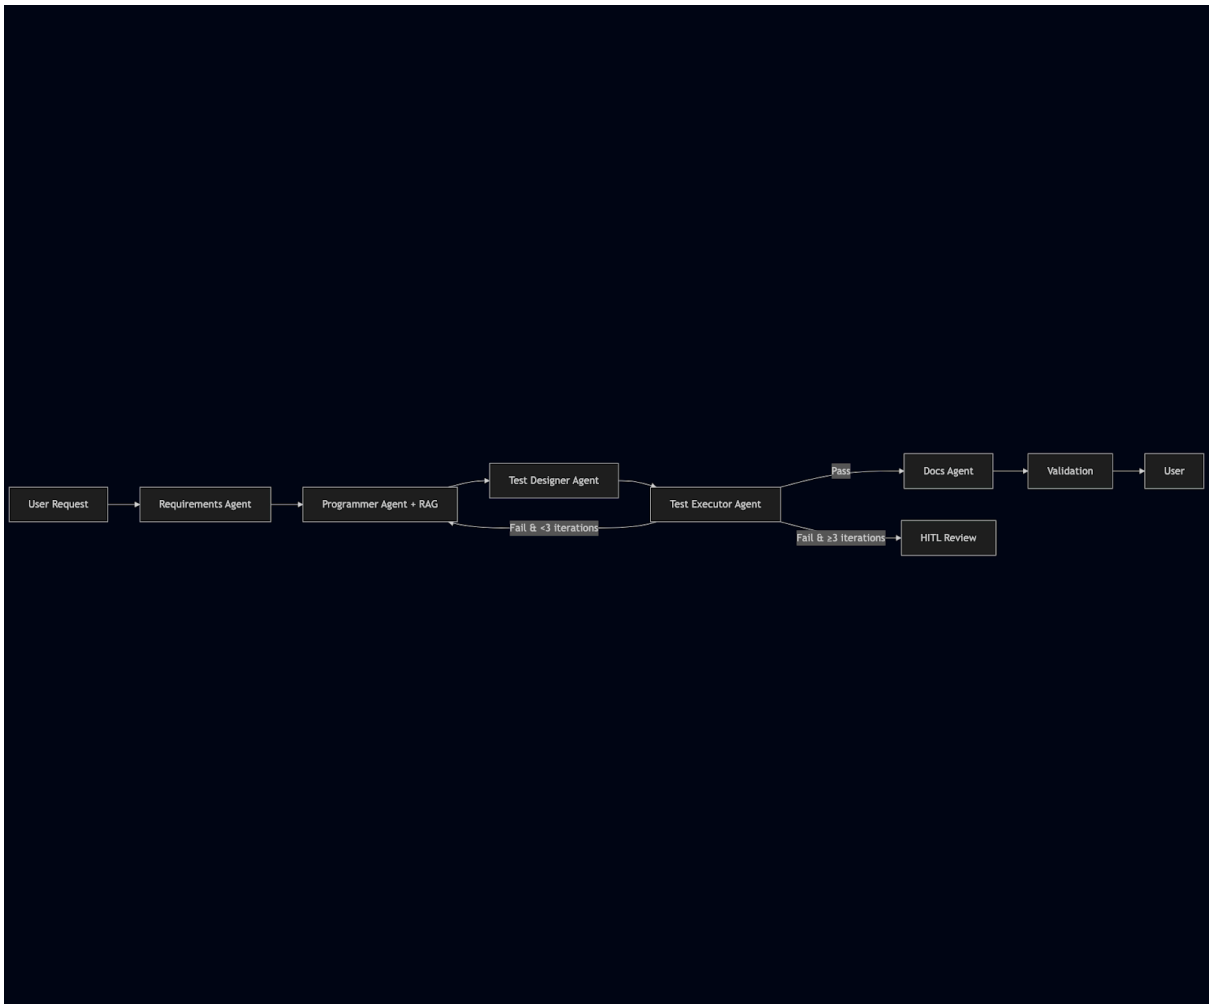 User Request
Requirements Agent
Programmer Agent + RAG
Test Designer Agent
Fail & <3 iterations
Test Executor Agent
Pass
Fail & ≥3 iterations
Docs Agent
HITL Review
Validation
User